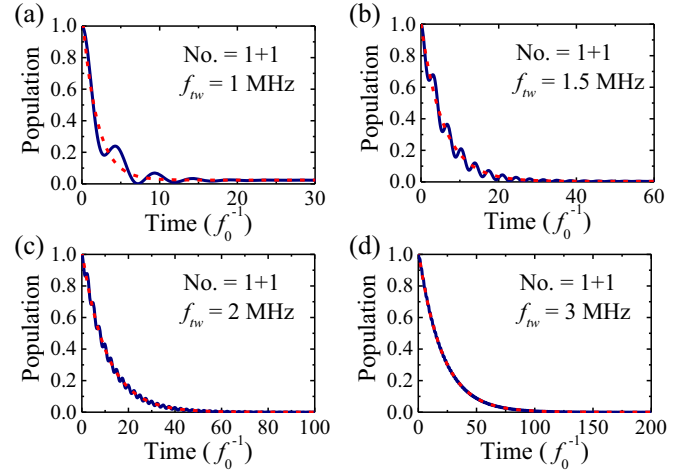 (a)
No. = 1+1
f_tw = 1 MHz
Population
1.0
0.8
0.6
0.4
0.2
0.0
0 10 20 30
Time (f_0^-1)
(b)
No. = 1+1
f_tw = 1.5 MHz
Population
1.0
0.8
0.6
0.4
0.2
0.0
0 20 40 60
Time (f_0^-1)
(c)
No. = 1+1
f_tw = 2 MHz
Population
1.0
0.8
0.6
0.4
0.2
0.0
0 20 40 60 80 100
Time (f_0^-1)
(d)
No. = 1+1
f_tw = 3 MHz
Population
1.0
0.8
0.6
0.4
0.2
0.0
0 50 100 150 200
Time (f_0^-1)